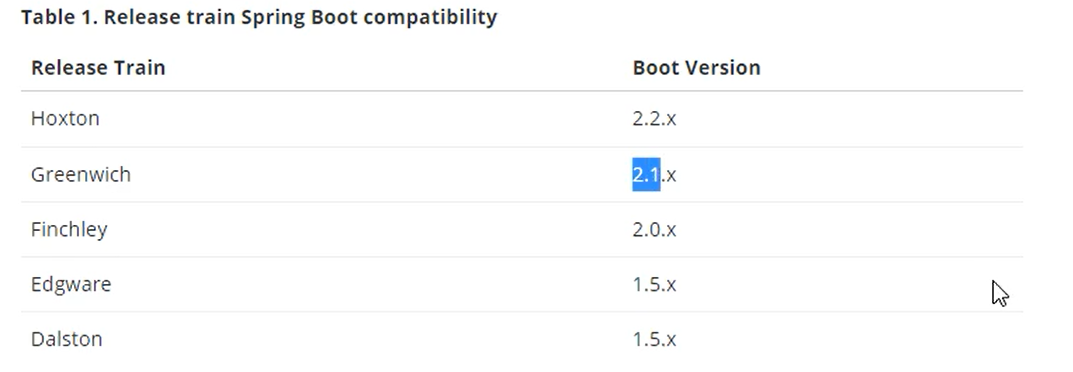 Table 1. Release train Spring Boot compatibility
Release Train Boot Version
Hoxton 2.2.x
Greenwich 2.1.x
Finchley 2.0.x
Edgware 1.5.x
Dalston 1.5.x